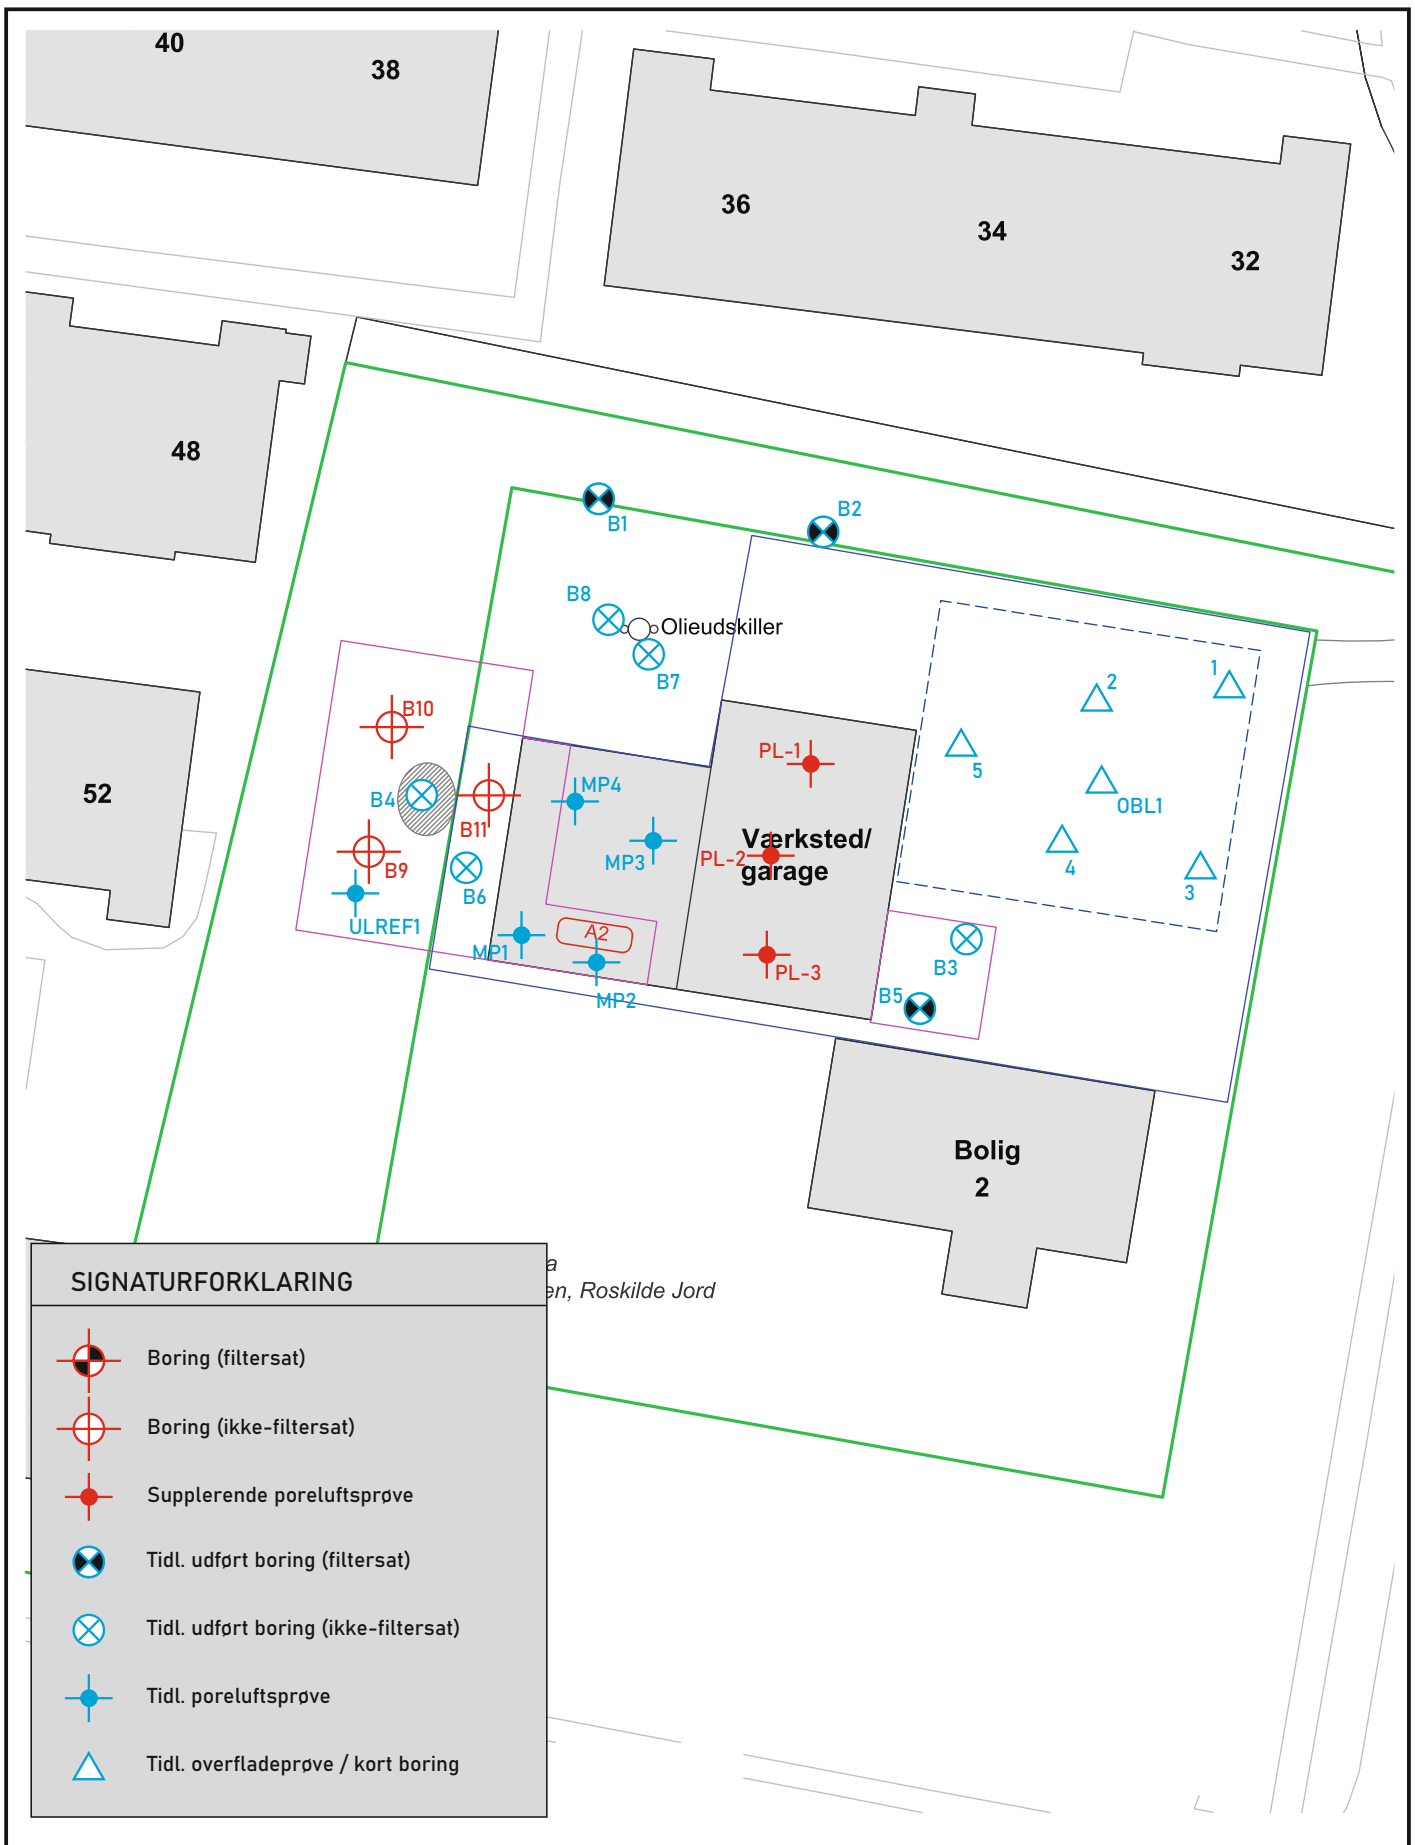 40
38
36
34
32
48
B1
B2
B8
Olieudskiller
B7
1
2
5
OBL1
4
3
B10
PL-1
52
B4
B11
MP4
MP3
Værksted/
garage
PL-2
B9
B6
ULREF1
MP1
A2
MP2
PL-3
B3
B5
Bolig
2
a
en, Roskilde Jord
SIGNATURFORKLARING
Boring (filtersat)
Boring (ikke-filtersat)
Supplerende poreluftsprøve
Tidl. udført boring (filtersat)
Tidl. udført boring (ikke-filtersat)
Tidl. poreluftsprøve
Tidl. overfladeprøve / kort boring